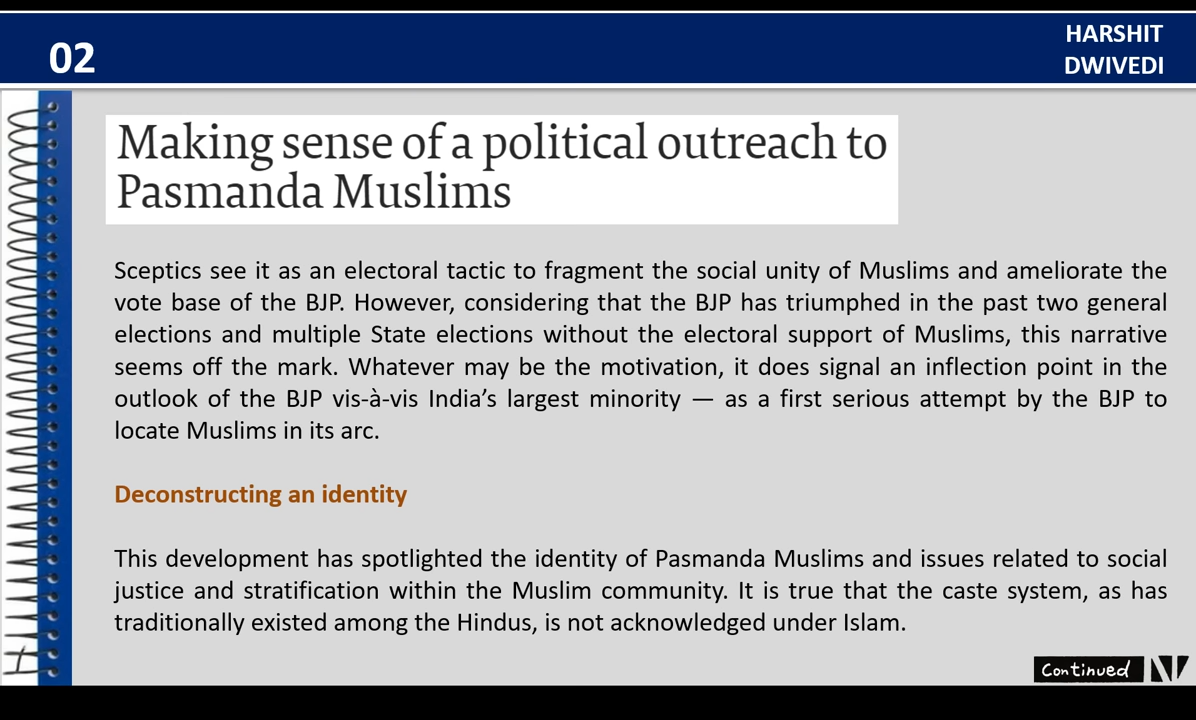 02
HARSHIT
DWIVEDI
Making sense of a political outreach to
Pasmanda Muslims
Sceptics see it as an electoral tactic to fragment the social unity of Muslims and ameliorate the
vote base of the BJP. However, considering that the BJP has triumphed in the past two general
elections and multiple State elections without the electoral support of Muslims, this narrative
seems off the mark. Whatever may be the motivation, it does signal an inflection point in the
outlook of the BJP vis-à-vis India’s largest minority — as a first serious attempt by the BJP to
locate Muslims in its arc.
Deconstructing an identity
This development has spotlighted the identity of Pasmanda Muslims and issues related to social
justice and stratification within the Muslim community. It is true that the caste system, as has
traditionally existed among the Hindus, is not acknowledged under Islam.
Continued